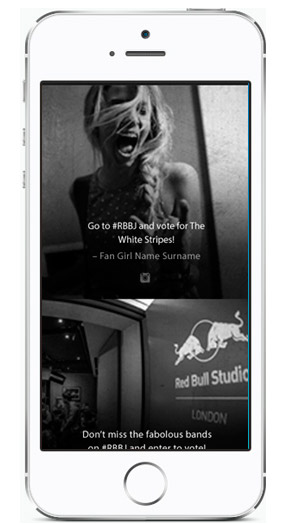 Go to #RBBJ and vote for The
White Stripes!
– Fan Girl Name Surname
Red Bull Studio
LONDON
Don't miss the fabolous bands
on #RBBJ and enter to vote!